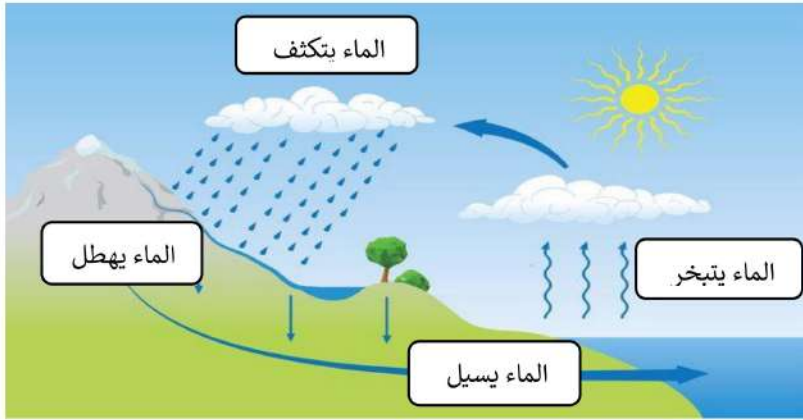 الماء يتكثف
الماء يهطل
الماء يتبخر
الماء يسيل